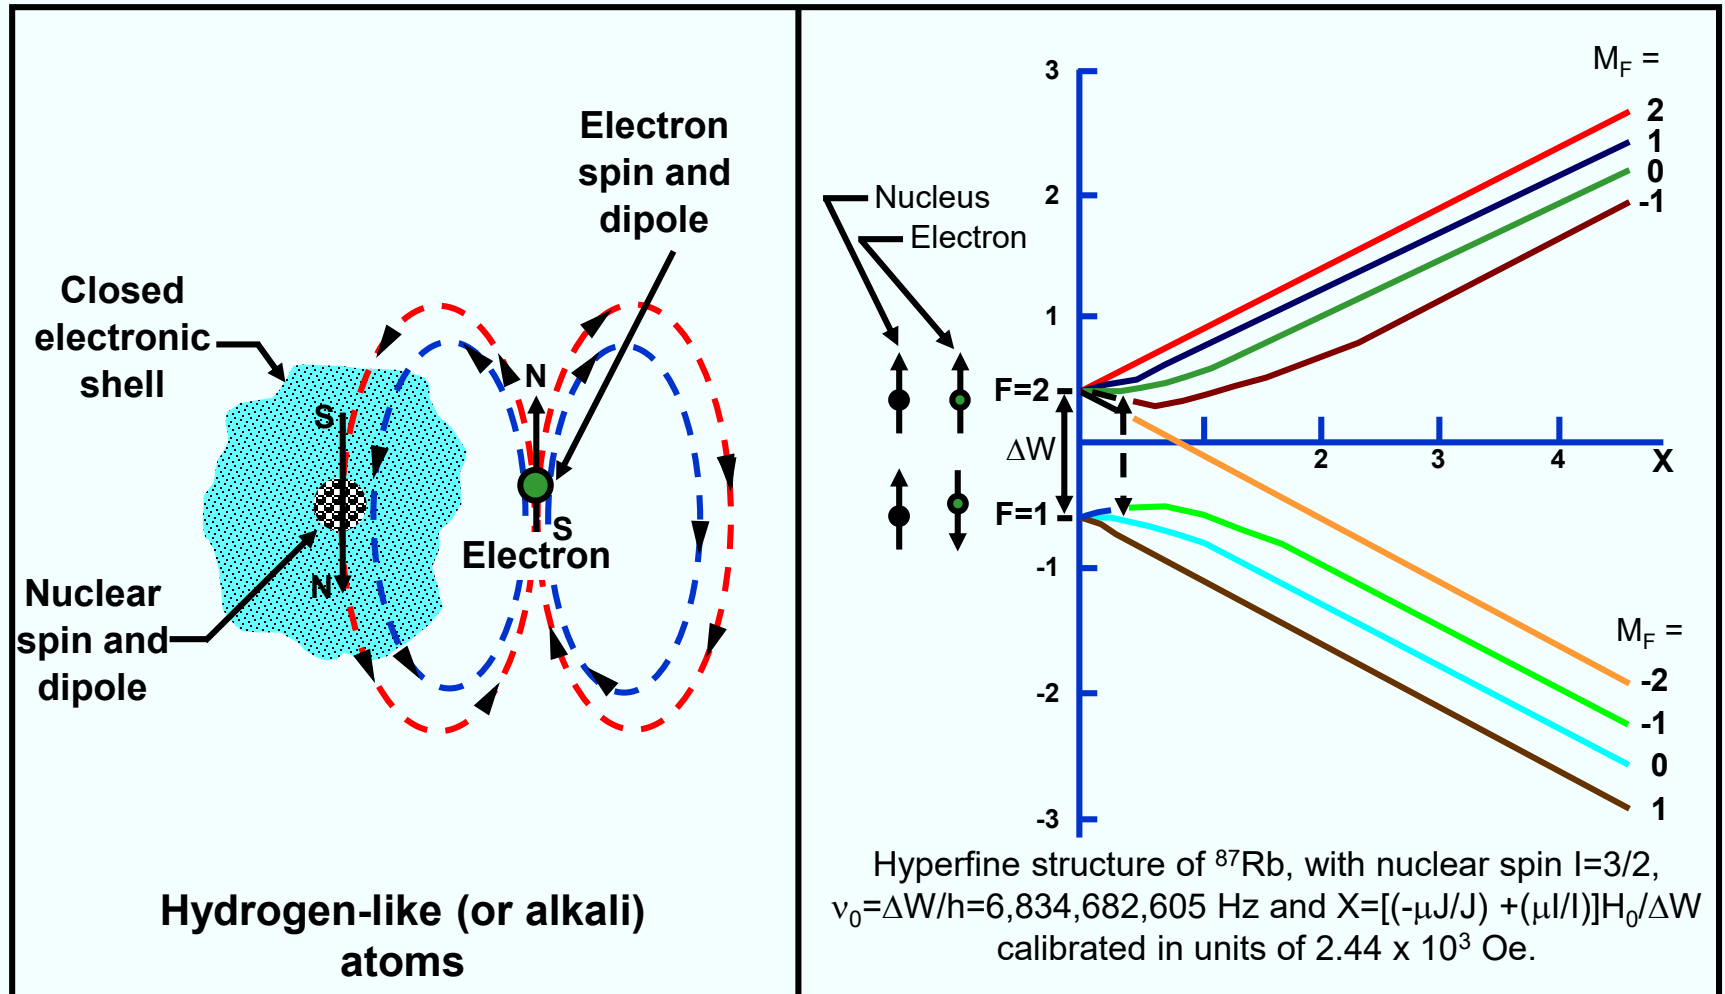 Electron
spin and
dipole
Closed
electronic
shell
N
S
S
N
Electron
Nuclear
spin and
dipole
Hydrogen-like (or alkali)
atoms
M_F =
3
2
1
0
-1
2
Nucleus
Electron
1
F=2
ΔW
2
3
4
X
F=1
-1
M_F =
-2
-1
0
1
-2
-3
Hyperfine structure of ⁸⁷Rb, with nuclear spin I=3/2,
ν₀=ΔW/h=6,834,682,605 Hz and X=[(-μJ/J) +(μI/I)]H₀/ΔW
calibrated in units of 2.44 x 10³ Oe.